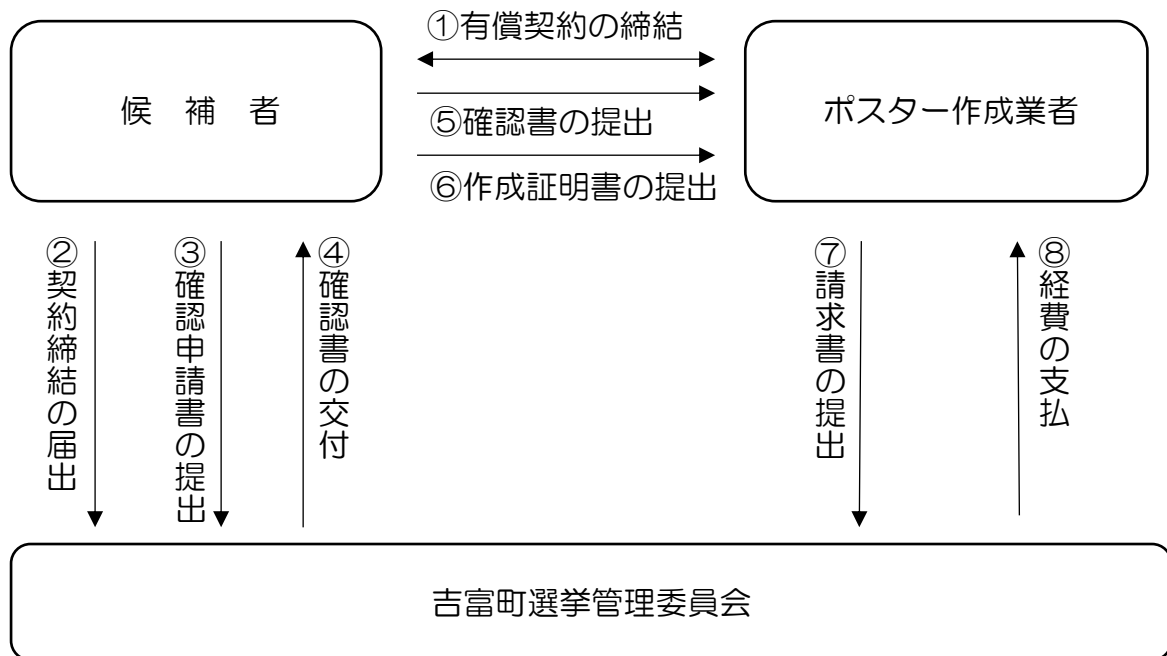 ①有償契約の締結
候　補　者
ポスター作成業者
⑤確認書の提出
⑥作成証明書の提出
②契約締結の届出
③確認申請書の提出
④確認書の交付
⑦請求書の提出
⑧経費の支払
吉富町選挙管理委員会